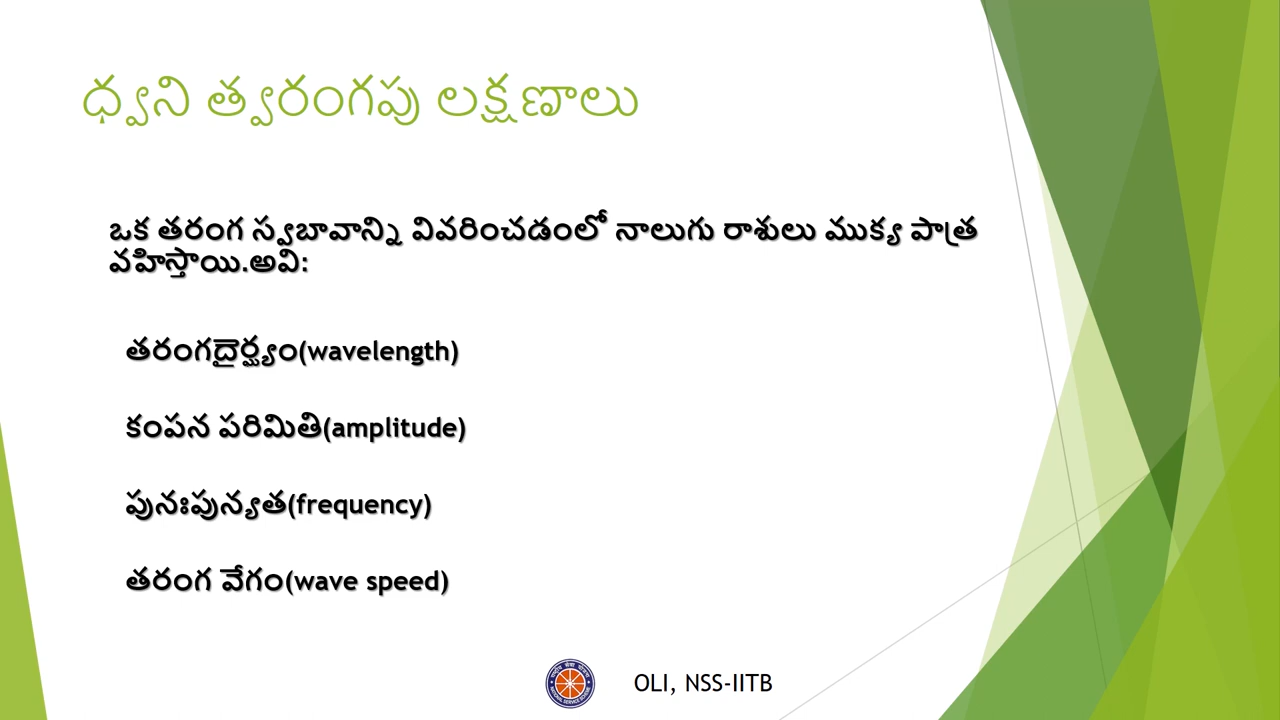 ధ్వని త్వరంగపు లక్షణాలు
ఒక తరంగ స్వబావాన్ని వివరించడంలో నాలుగు రాశులు ముక్య పాత్ర
వహిస్తాయి.అవి:
తరంగదైర్ఘ్యం(wavelength)
కంపన పరిమితి(amplitude)
పునఃపున్యత(frequency)
తరంగ వేగం(wave speed)
OLI, NSS-IITB